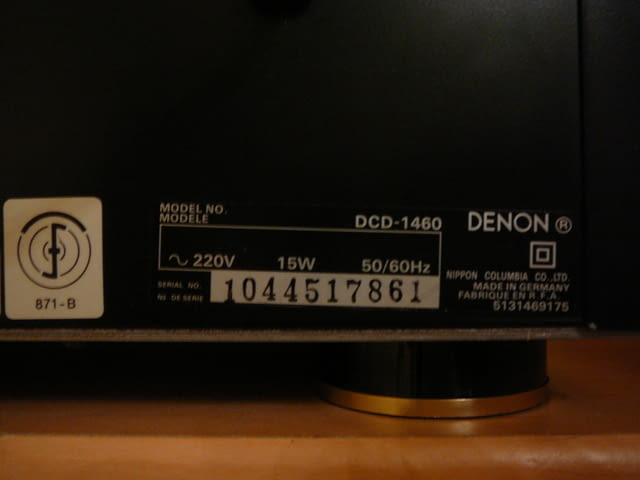 MODEL NO.
MODELE
DCD-1460
220V 15W 50/60Hz
SERIAL NO.
No. DE SERIE
1044517861
DENON ®
NIPPON COLUMBIA CO.,LTD.
MADE IN GERMANY
FABRIQUE EN R.F.A.
5131469175
871-B